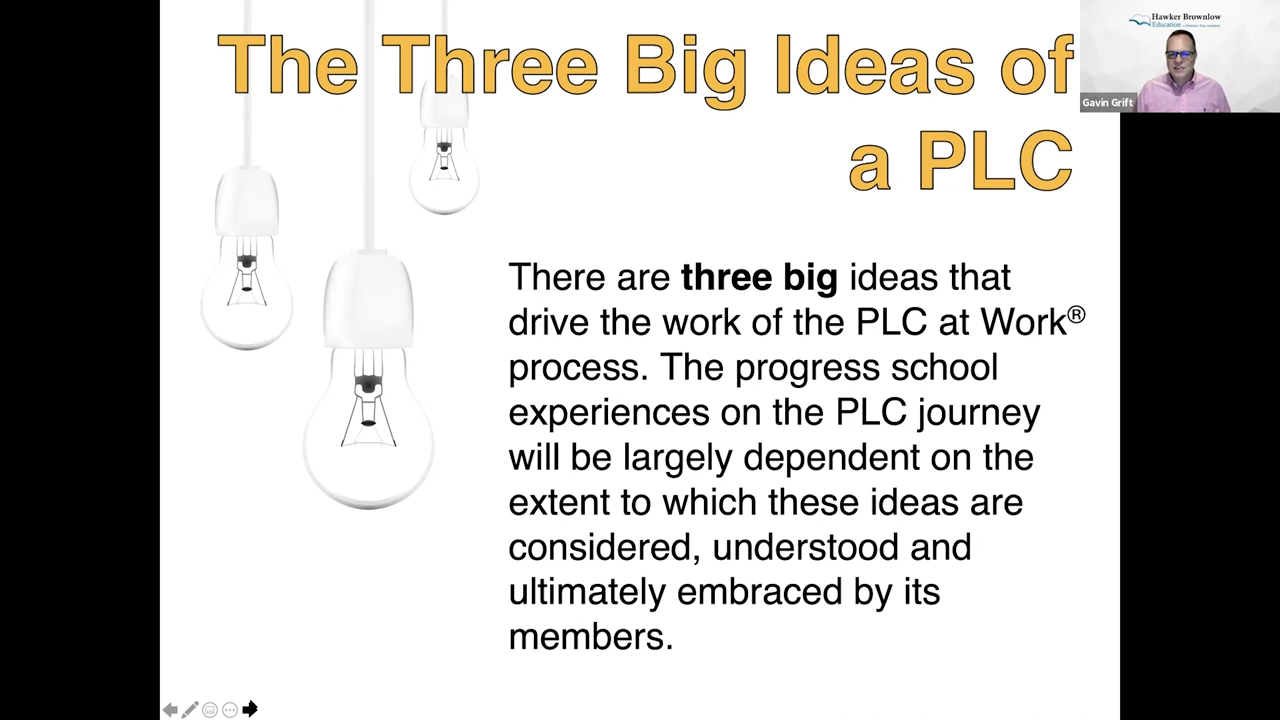 The Three Big Ideas of
a PLC
Hawker Brownlow
Education
Gavin Grift
There are three big ideas that
drive the work of the PLC at Work®
process. The progress school
experiences on the PLC journey
will be largely dependent on the
extent to which these ideas are
considered, understood and
ultimately embraced by its
members.